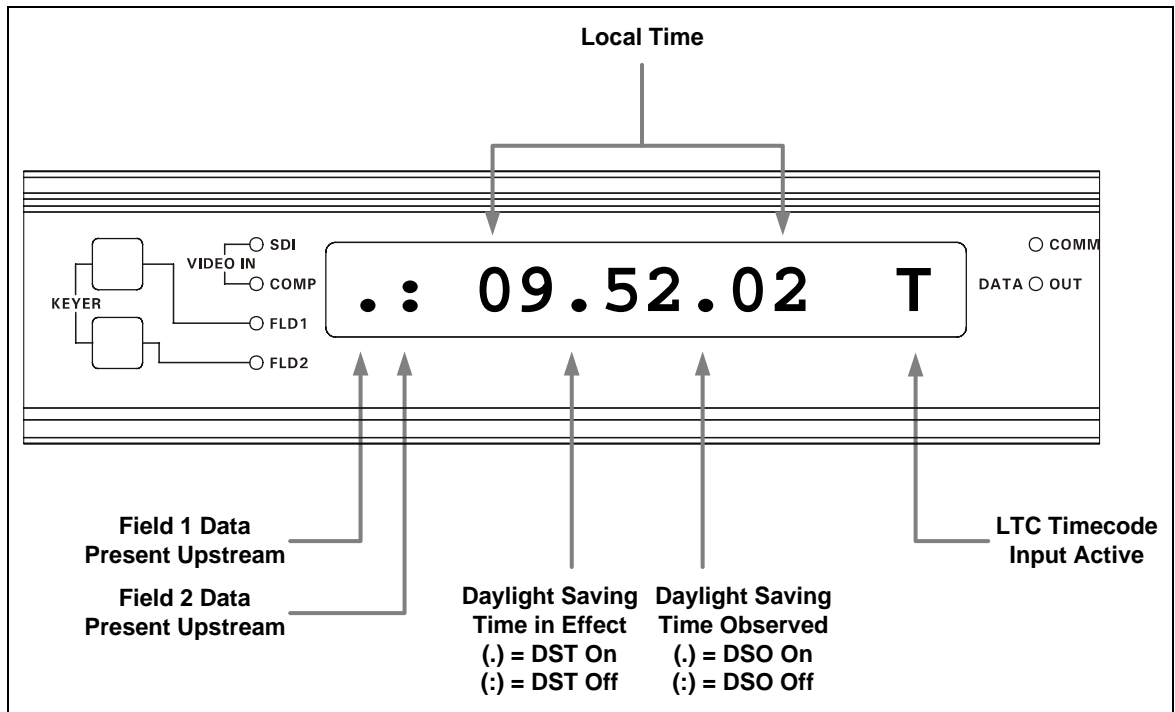 Local Time
SDI
VIDEO IN
COMP
KEYER
FLD1
FLD2
.: 09.52.02 T
COMM
DATA OUT
Field 1 Data
Present Upstream
Field 2 Data
Present Upstream
Daylight Saving
Time in Effect
(.) = DST On
(:) = DST Off
Daylight Saving
Time Observed
(.) = DSO On
(:) = DSO Off
LTC Timecode
Input Active